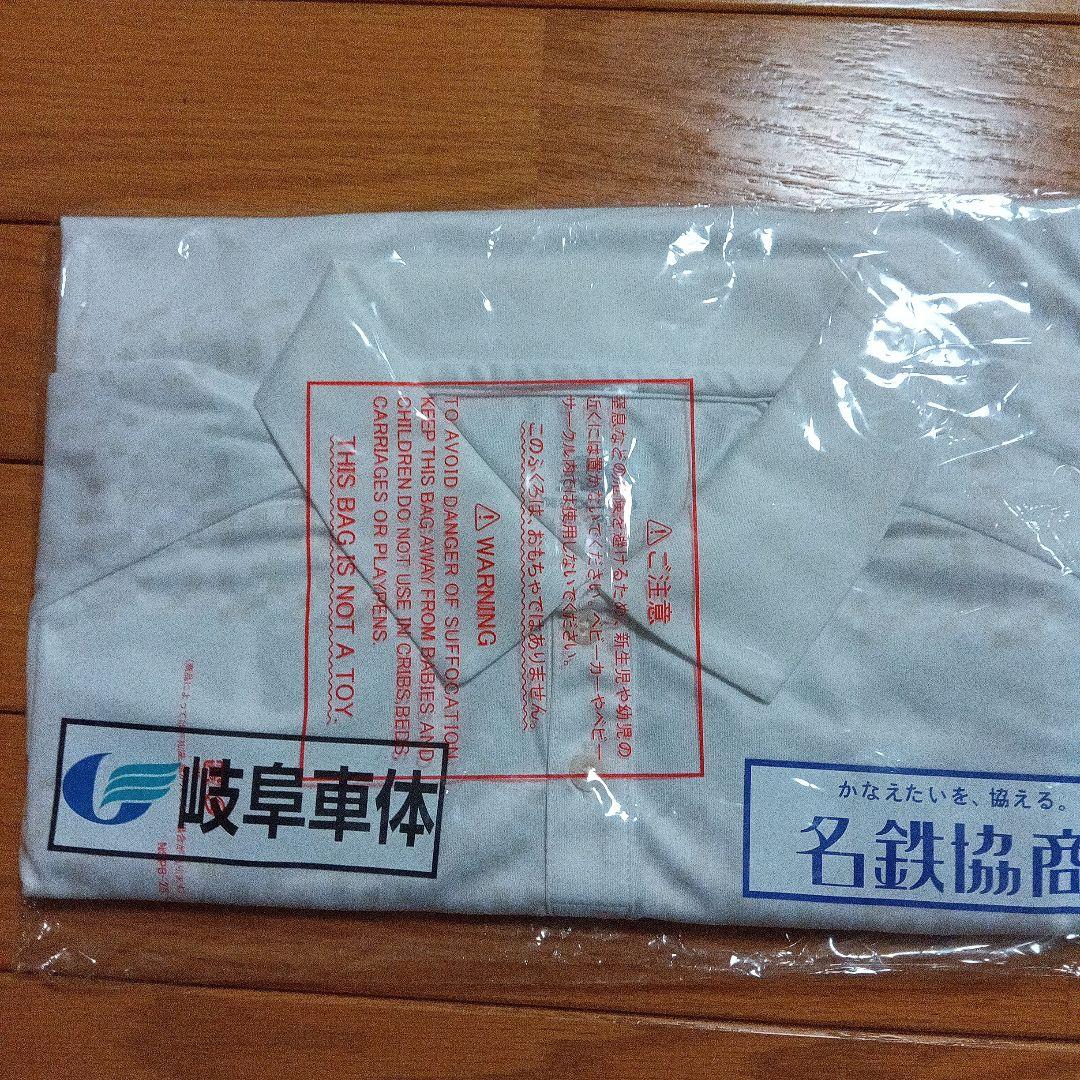 ⚠ご注意
窒息などの危険を避けるため、新生児や幼児の
近くには置かないでください。ベビーカーやベビー
サークル内では使用しないでください。
このふくろは、おもちゃではありません。
⚠ WARNING
TO AVOID DANGER OF SUFFOCATION
KEEP THIS BAG AWAY FROM BABIES AND
CHILDREN.DO NOT USE IN CRIBS,BEDS,
CARRIAGES OR PLAYPENS.
THIS BAG IS NOT A TOY.
岐阜車体
かなえたいを、協える。
名鉄協商